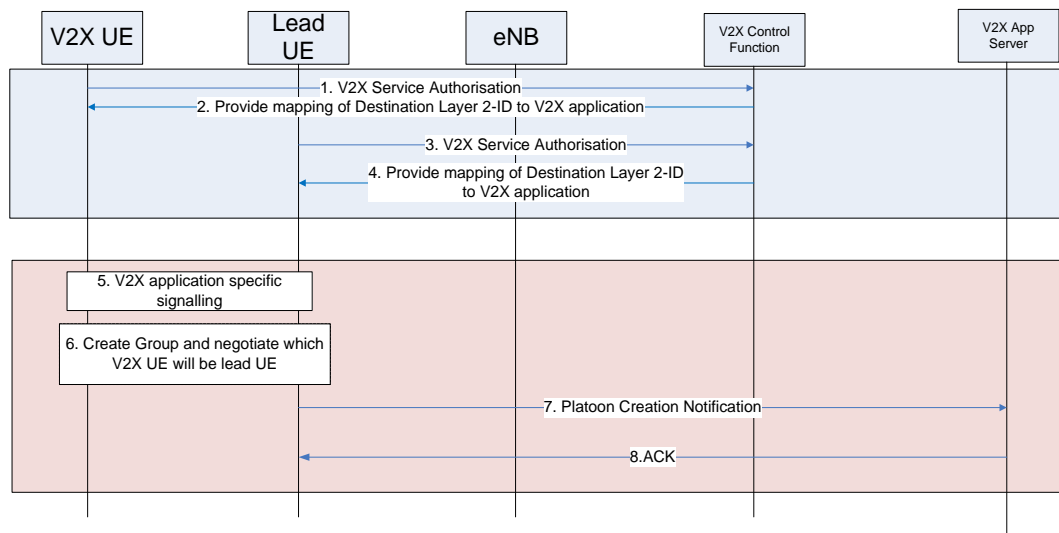 V2X UE
Lead
UE
eNB
V2X Control
Function
V2X App
Server
1. V2X Service Authorisation
2. Provide mapping of Destination Layer 2-ID to V2X application
3. V2X Service Authorisation
4. Provide mapping of Destination Layer 2-ID
to V2X application
5. V2X application specific
signalling
6. Create Group and negotiate which
V2X UE will be lead UE
7. Platoon Creation Notification
8.ACK